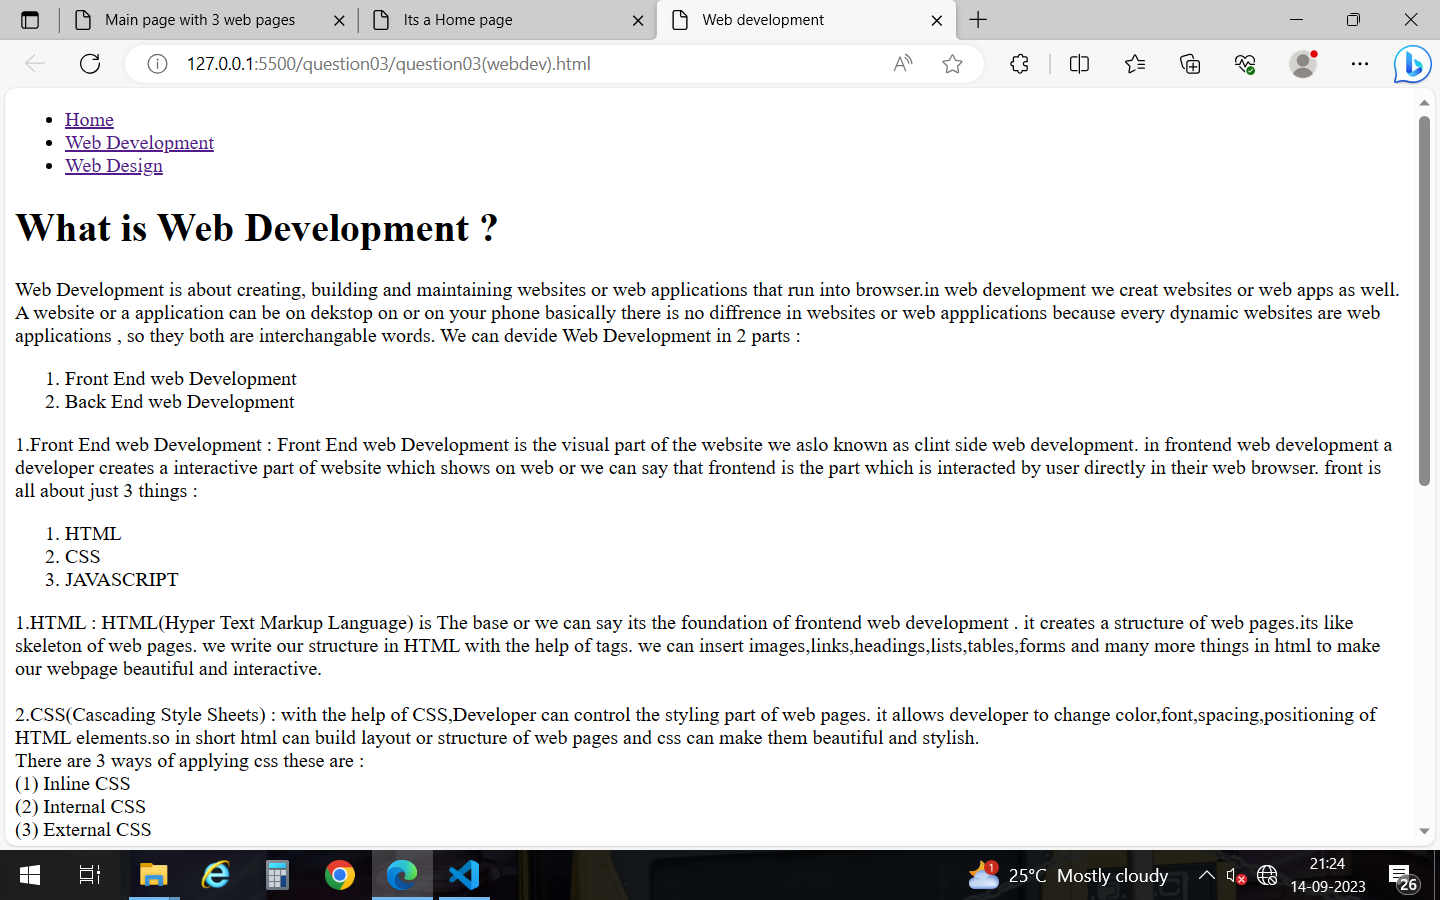 Main page with 3 web pages
Its a Home page
Web development
127.0.0.1:5500/question03/question03(webdev).html
Home
Web Development
Web Design
What is Web Development ?
Web Development is about creating, building and maintaining websites or web applications that run into browser.in web development we creat websites or web apps as well.
A website or a application can be on dekstop on or on your phone basically there is no diffrence in websites or web appplications because every dynamic websites are web
applications , so they both are interchangable words. We can devide Web Development in 2 parts :
1. Front End web Development
2. Back End web Development
1.Front End web Development : Front End web Development is the visual part of the website we aslo known as clint side web development. in frontend web development a
developer creates a interactive part of website which shows on web or we can say that frontend is the part which is interacted by user directly in their web browser. front is
all about just 3 things :
1. HTML
2. CSS
3. JAVASCRIPT
1.HTML : HTML(Hyper Text Markup Language) is The base or we can say its the foundation of frontend web development . it creates a structure of web pages.its like
skeleton of web pages. we write our structure in HTML with the help of tags. we can insert images,links,headings,lists,tables,forms and many more things in html to make
our webpage beautiful and interactive.
2.CSS(Cascading Style Sheets) : with the help of CSS,Developer can control the styling part of web pages. it allows developer to change color,font,spacing,positioning of
HTML elements.so in short html can build layout or structure of web pages and css can make them beautiful and stylish.
There are 3 ways of applying css these are :
(1) Inline CSS
(2) Internal CSS
(3) External CSS
1
25°C Mostly cloudy
21:24
14-09-2023
26